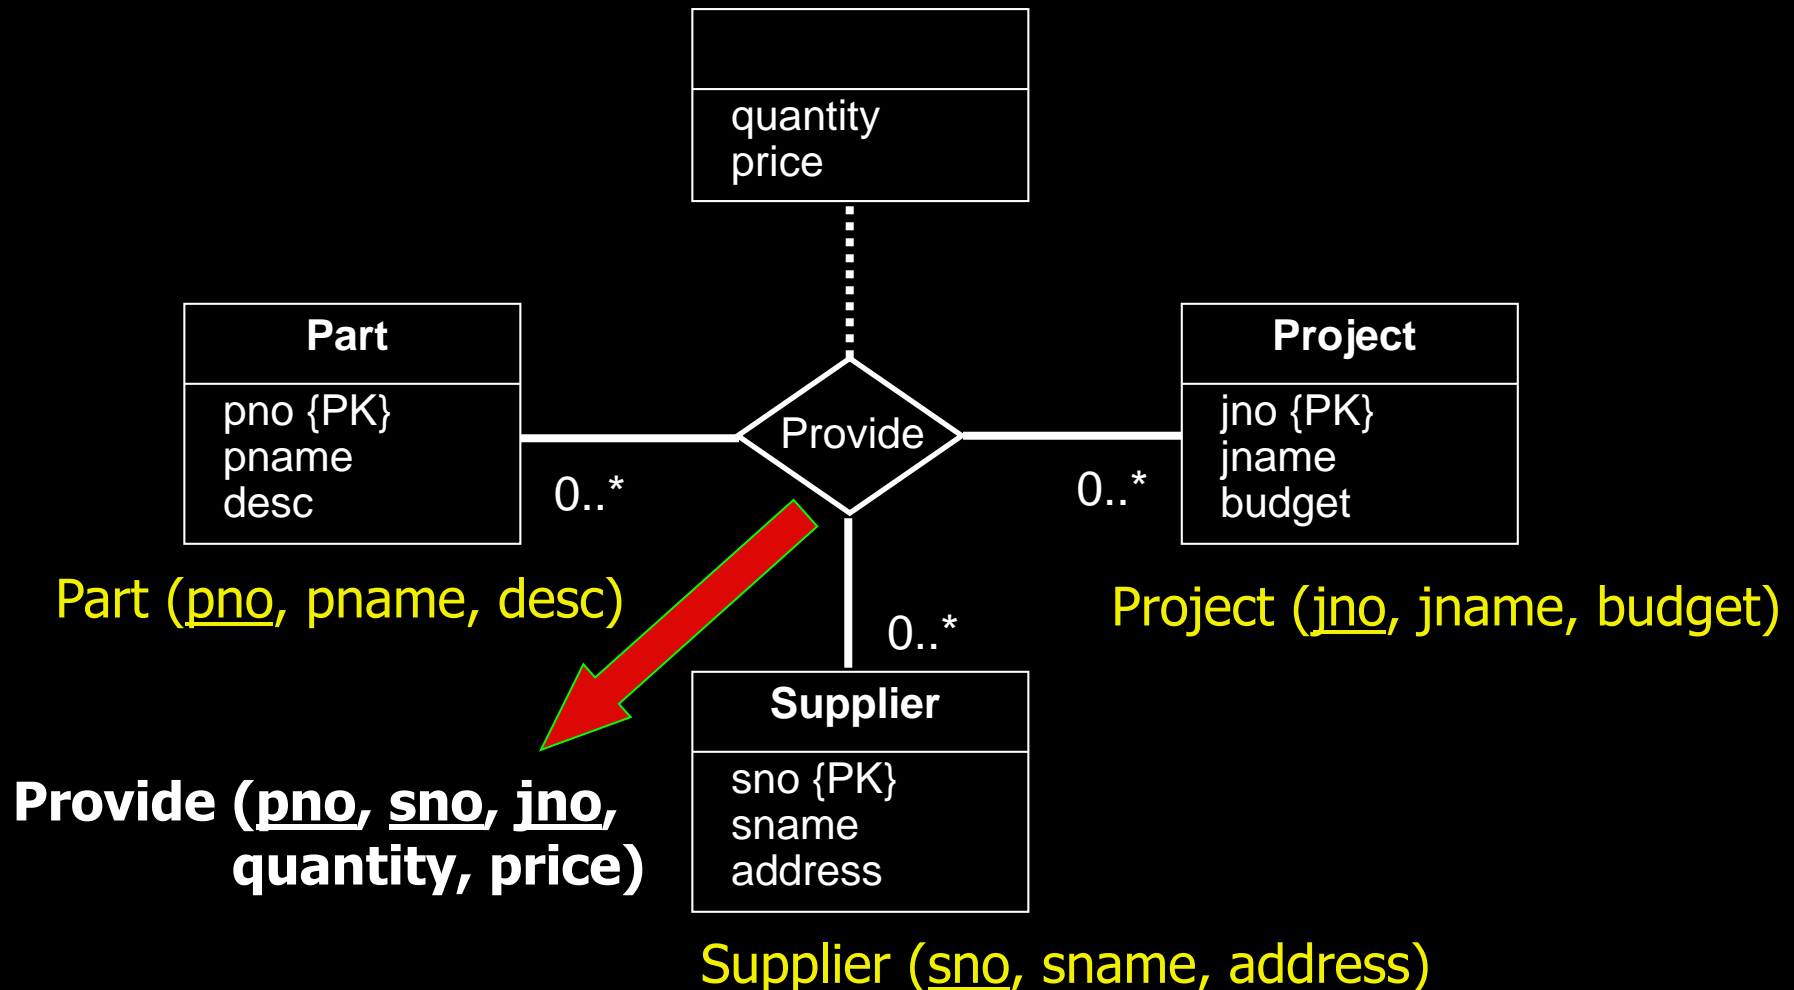 quantity
price
Part
pno {PK}
pname
desc
Provide
Project
jno {PK}
jname
budget
0..*
0..*
Part (pno, pname, desc)
Project (jno, jname, budget)
0..*
Supplier
sno {PK}
sname
address
Provide (pno, sno, jno,
quantity, price)
Supplier (sno, sname, address)